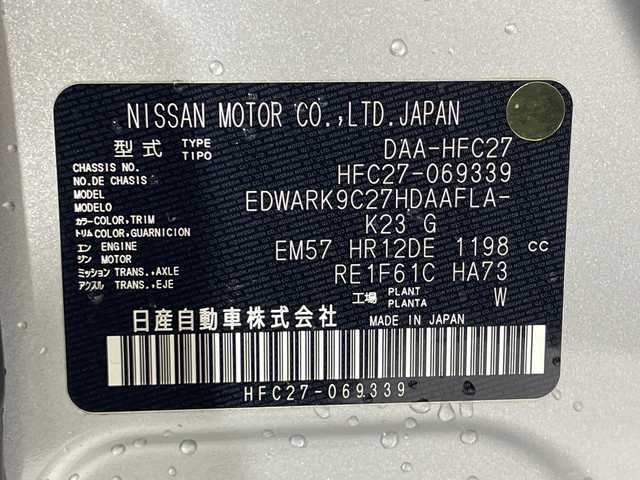 NISSAN MOTOR CO.,LTD.JAPAN
型式 TYPE TIPO DAA-HFC27
CHASSIS NO. NO.DE CHASIS HFC27-069339
MODEL MODELO EDWARK9C27HDAAFLA-
カラー COLOR,TRIM トリム COLOR,GUARNICION K23 G
エン ENGINE ジン MOTOR EM57 HR12DE 1198 cc
ミッション TRANS.,AXLE アクスル TRANS.,EJE RE1F61C HA73
工場 PLANT PLANTA W
日産自動車株式会社 MADE IN JAPAN
HFC27-069339